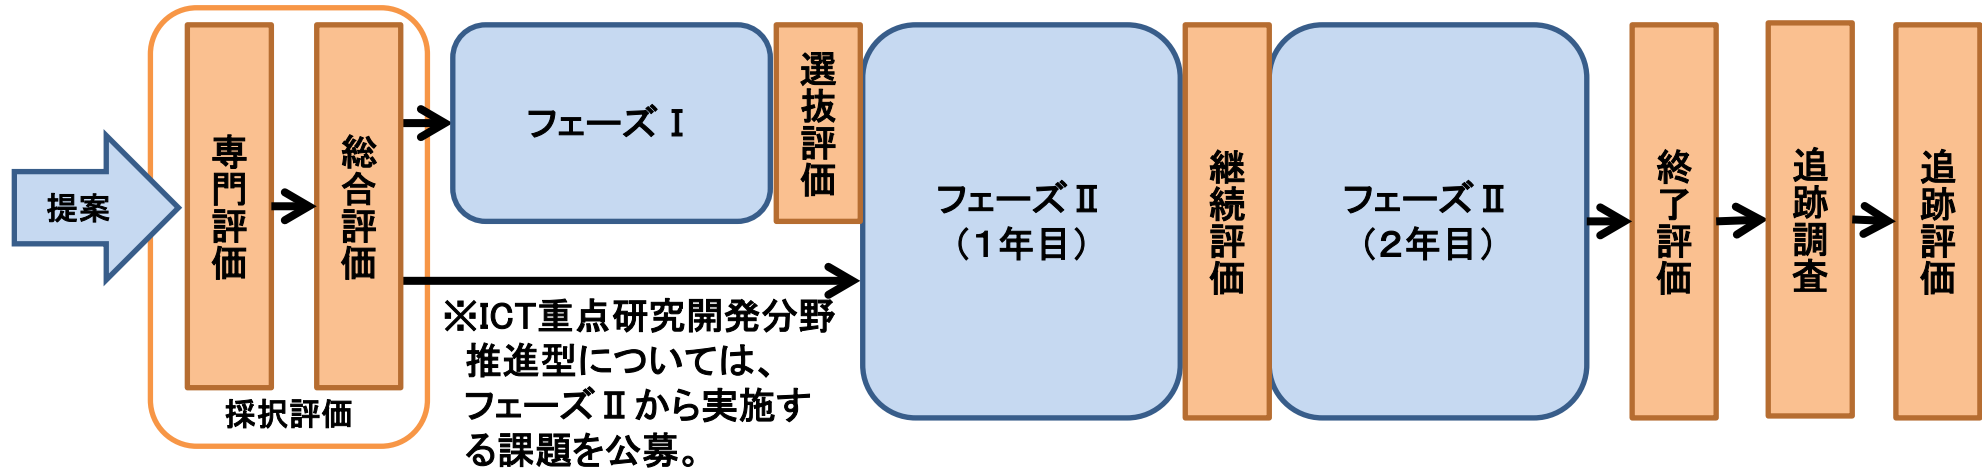 提案
専門評価
総合評価
採択評価
フェーズⅠ
選抜評価
※ICT重点研究開発分野
推進型については、
フェーズⅡから実施す
る課題を公募。
フェーズⅡ
（１年目）
継続評価
フェーズⅡ
（２年目）
終了評価
追跡調査
追跡評価